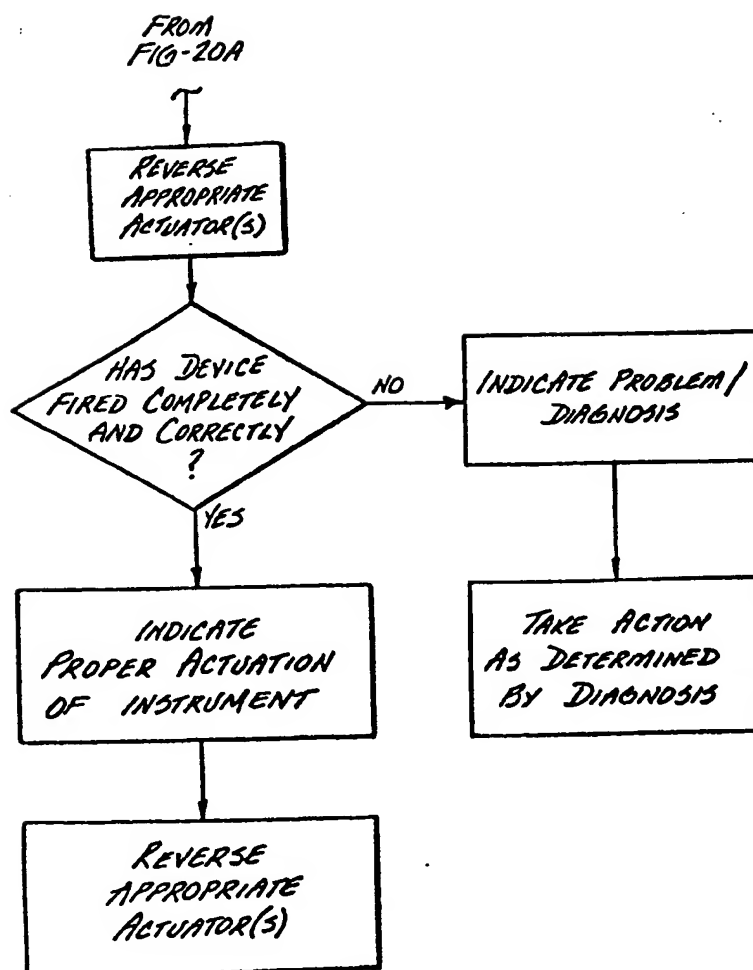 FROM
FIG-20A
REVERSE
APPROPRIATE
ACTUATOR(S)
HAS DEVICE
FIRED COMPLETELY
AND CORRECTLY
?
NO
INDICATE PROBLEM/
DIAGNOSIS
YES
INDICATE
PROPER ACTUATION
OF INSTRUMENT
TAKE ACTION
AS DETERMINED
BY DIAGNOSIS
REVERSE
APPROPRIATE
ACTUATOR(S)